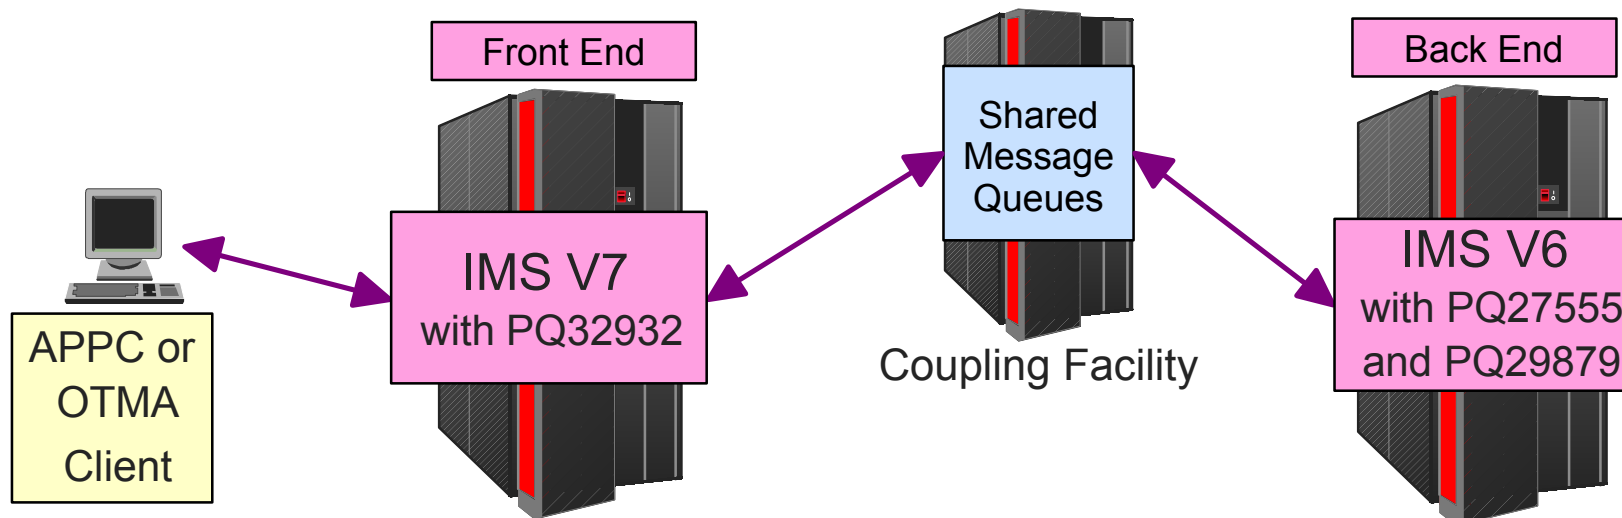 Front End
Back End
Shared
Message
Queues
IMS V7
with PQ32932
IMS V6
with PQ27555
and PQ29879
APPC or
OTMA
Client
Coupling Facility